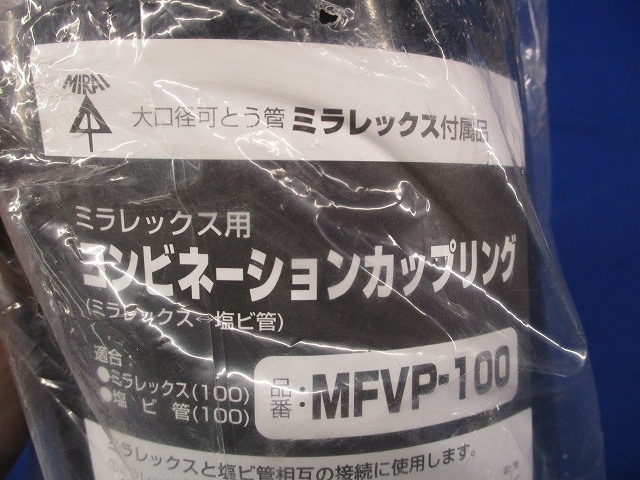 MIRAI
大口径可とう管 ミラレックス付属品
ミラレックス用
コンビネーションカップリング
(ミラレックス⇔塩ビ管)
適合:
●ミラレックス(100)
●塩ビ管(100)
品番:MFVP-100
ミラレックスと塩ビ管相互の接続に使用します。